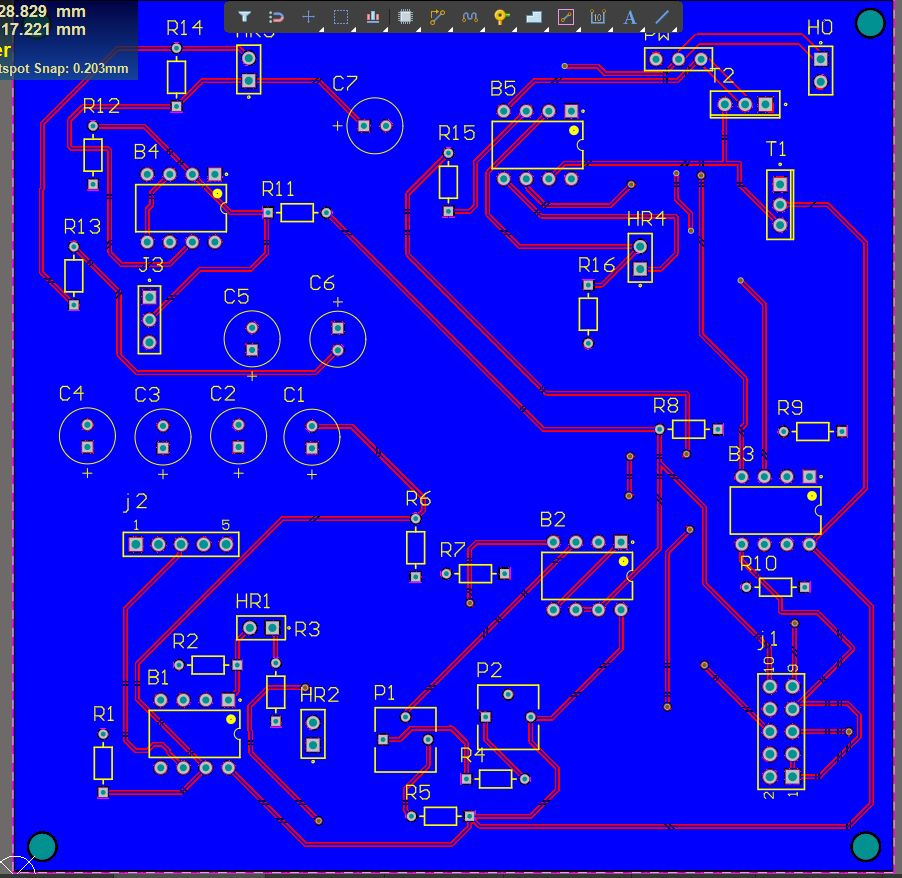 28.829 mm
17.221 mm
er
tspot Snap: 0.203mm
R14
C7
B5
T2
HO
R12
B4
R15
T1
R11
HR4
R13
J3
R16
C5
C6
C4
C3
C2
C1
R8
R9
B3
j2
1
5
R6
B2
R7
R10
HR1
R3
j1
10
9
R2
B1
HR2
P1
P2
R1
R4
R5
2
1